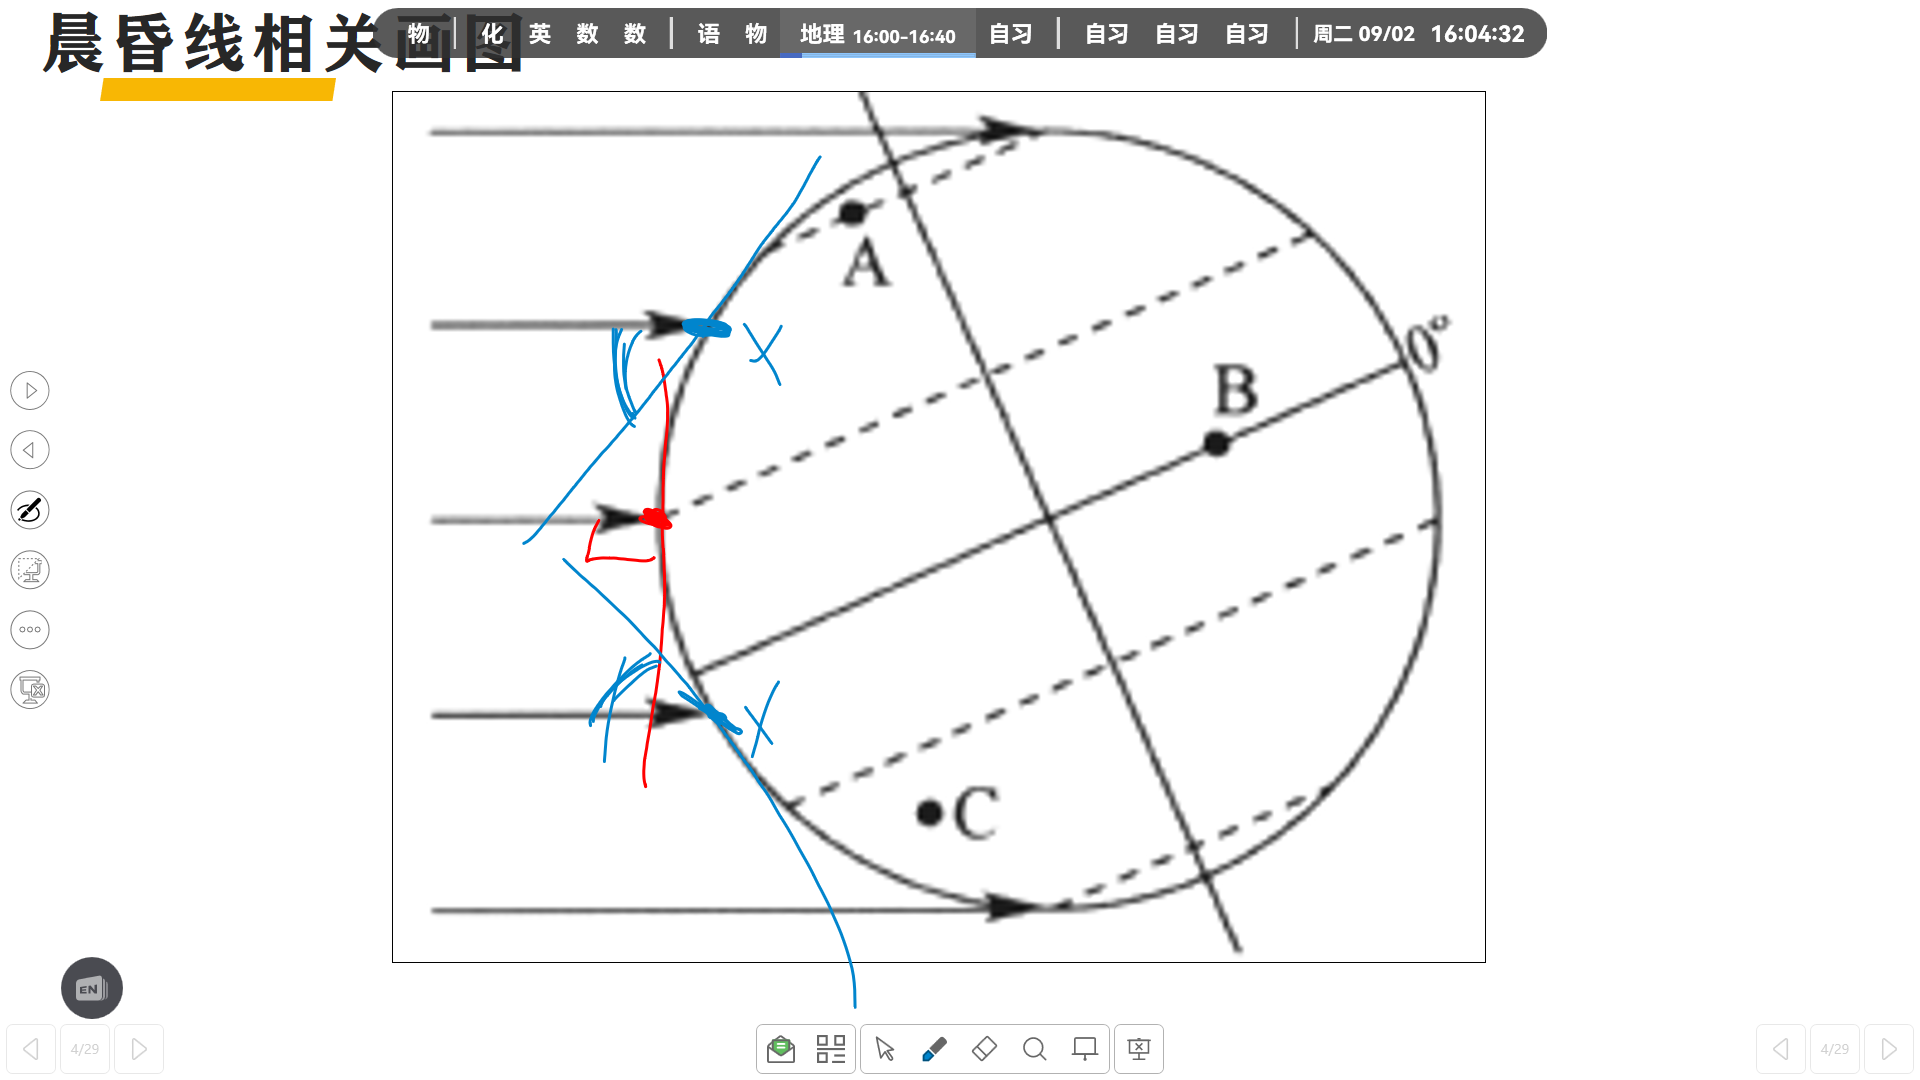 晨昏线相关画图
物 | 化 英 数 数 | 语 物 地理 16:00-16:40 自习 | 自习 自习 自习 | 周二 09/02 16:04:32
A
0°
B
C
EN
4/29
4/29